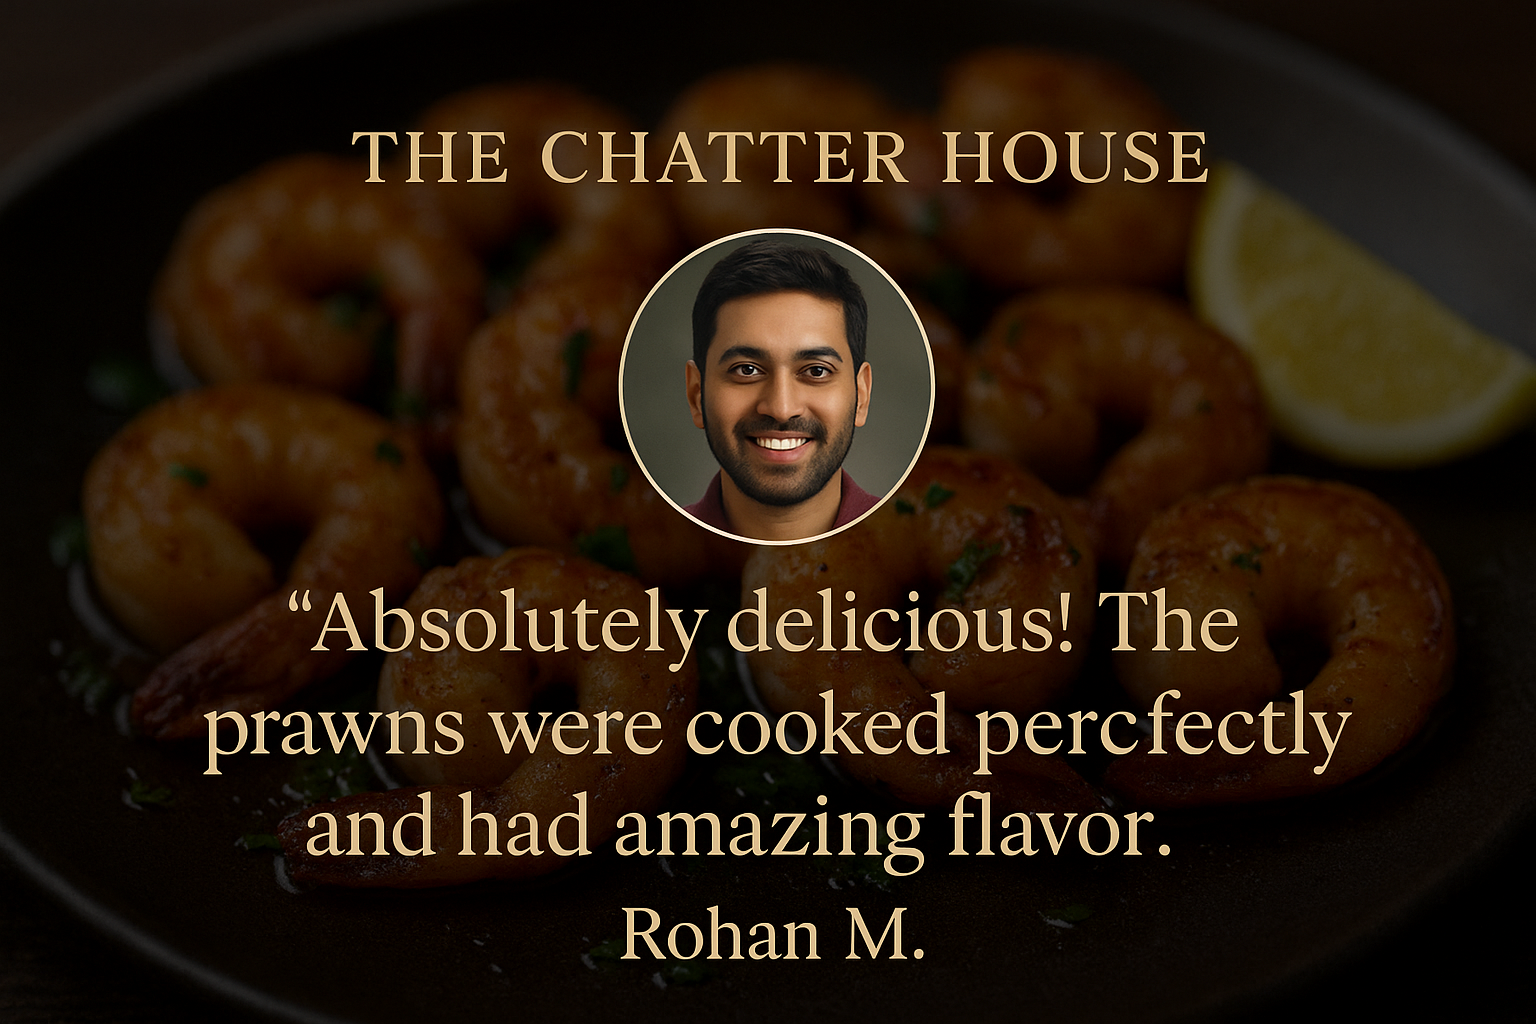 THE CHATTER HOUSE
“Absolutely delicious! The
prawns were cooked percfectly
and had amazing flavor.
Rohan M.